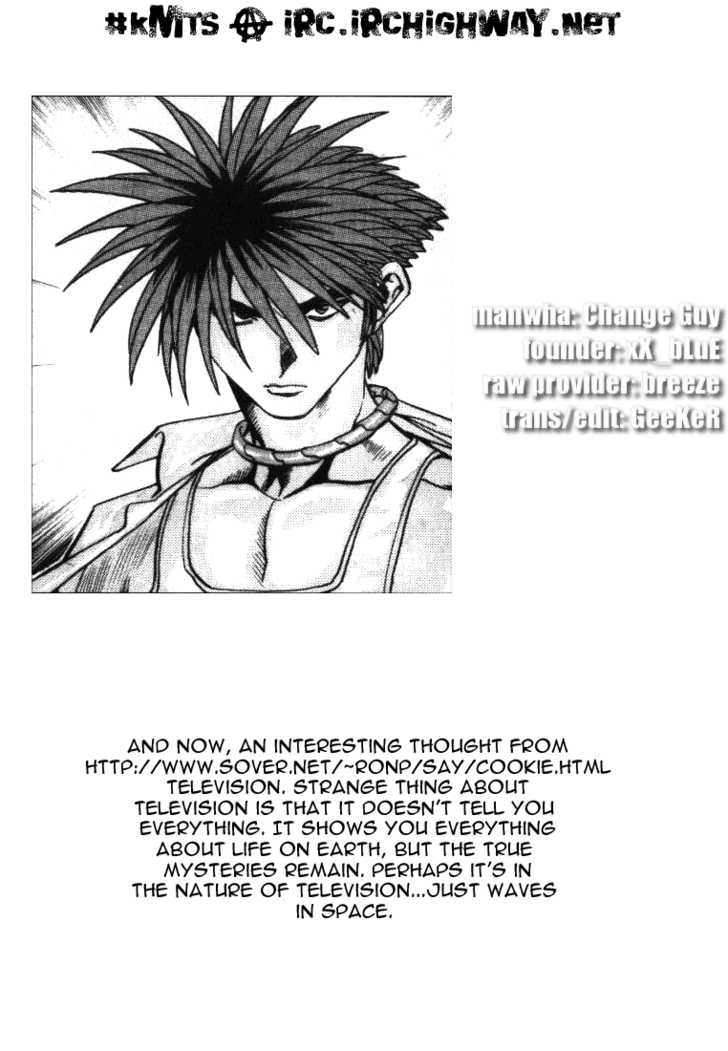 #KMTS @ iRC.iRCHiGHWAY.NET
manwha: Change Guy
founder: xX_bLuE
raw provider: breeze
trans/edit: GeeKeR
AND NOW, AN INTERESTING THOUGHT FROM
HTTP://WWW.SOVER.NET/~RONP/SAY/COOKIE.HTML
TELEVISION. STRANGE THING ABOUT
TELEVISION IS THAT IT DOESN'T TELL YOU
EVERYTHING. IT SHOWS YOU EVERYTHING
ABOUT LIFE ON EARTH, BUT THE TRUE
MYSTERIES REMAIN. PERHAPS IT'S IN
THE NATURE OF TELEVISION...JUST WAVES
IN SPACE.